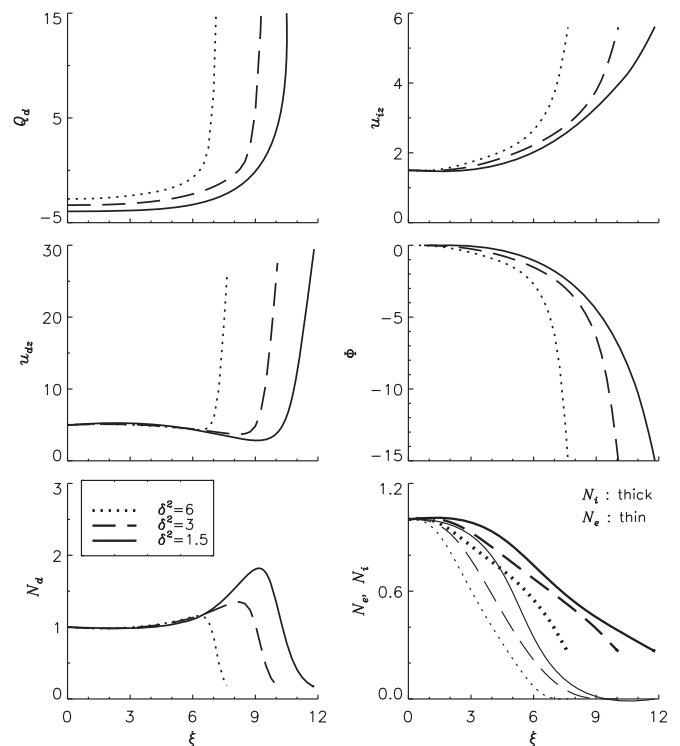 15
5
−5
Q_d
6
4
2
0
u_iz
30
20
10
0
u_dz
0
−5
−10
−15
Φ
3
2
1
0
N_d
δ²=6
δ²=3
δ²=1.5
0 3 6 9 12
ξ
1.2
0.6
0.0
N_e, N_i
N_i : thick
N_e : thin
0 3 6 9 12
ξ